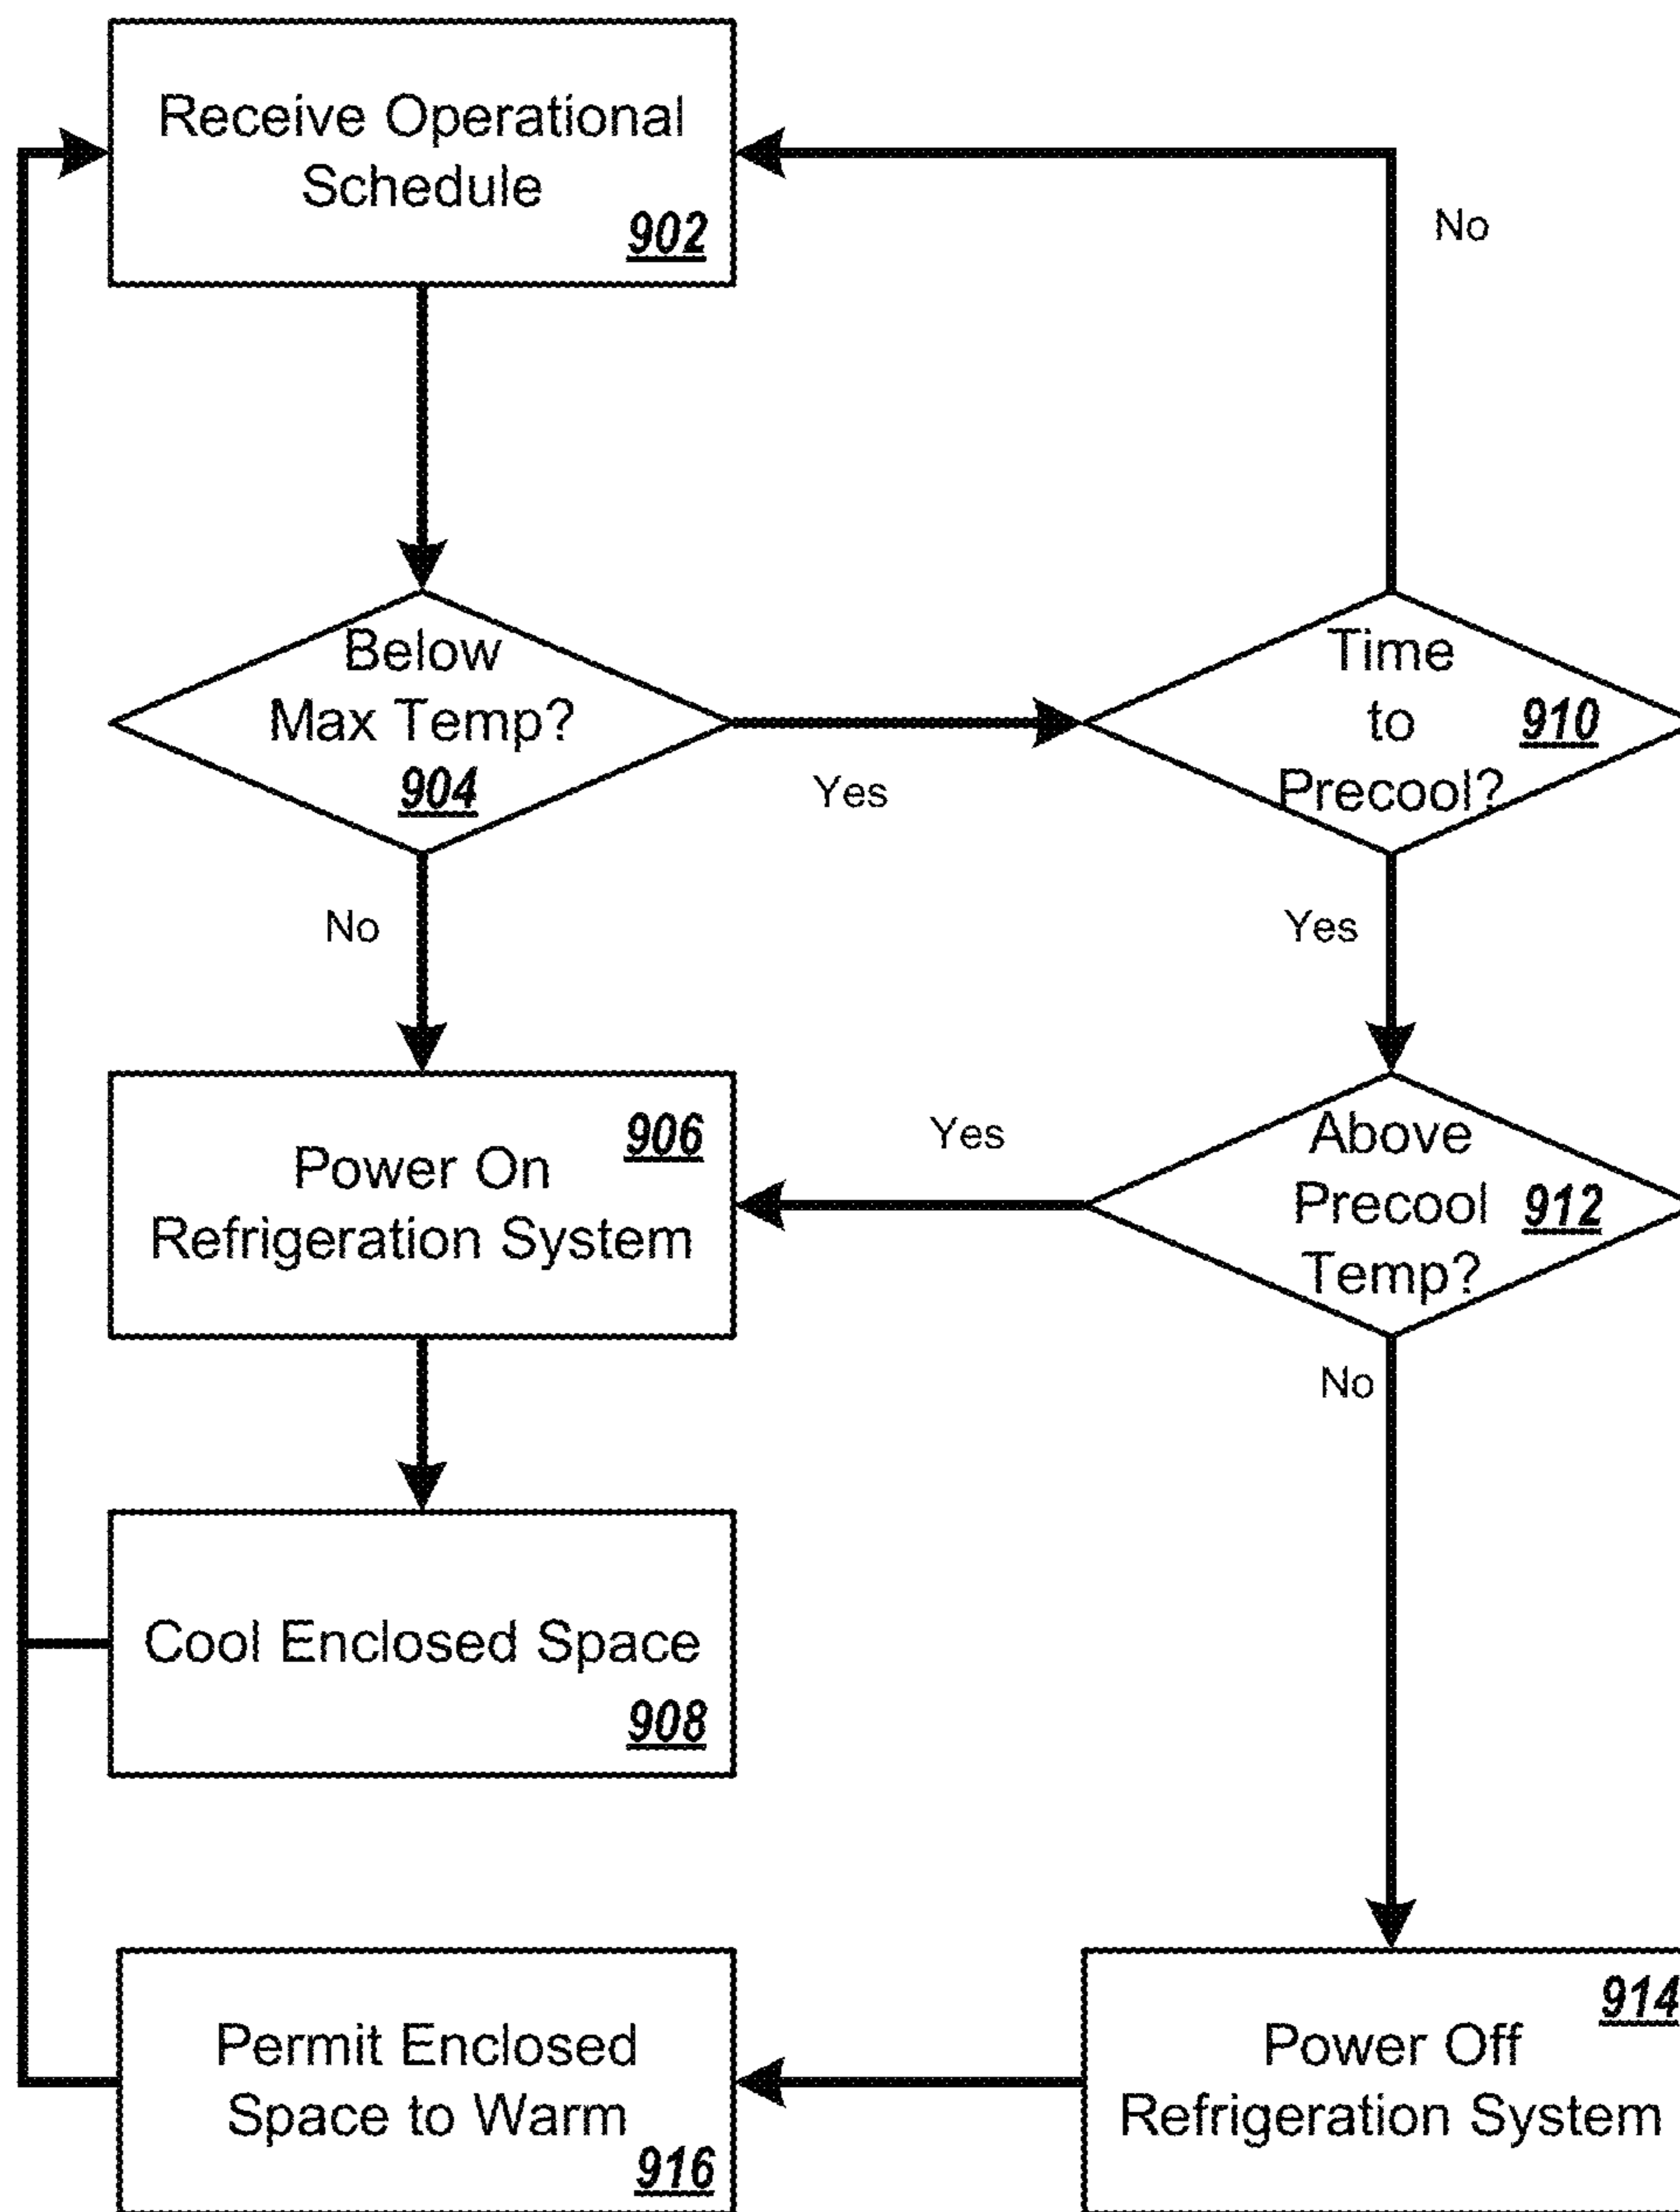 Receive Operational
Schedule
902
No
Below
Max Temp?
904
Yes
Time
to
Precool?
910
No
Yes
906
Power On
Refrigeration System
Yes
Above
Precool
Temp?
912
No
Cool Enclosed Space
908
914
Power Off
Refrigeration System
Permit Enclosed
Space to Warm
916